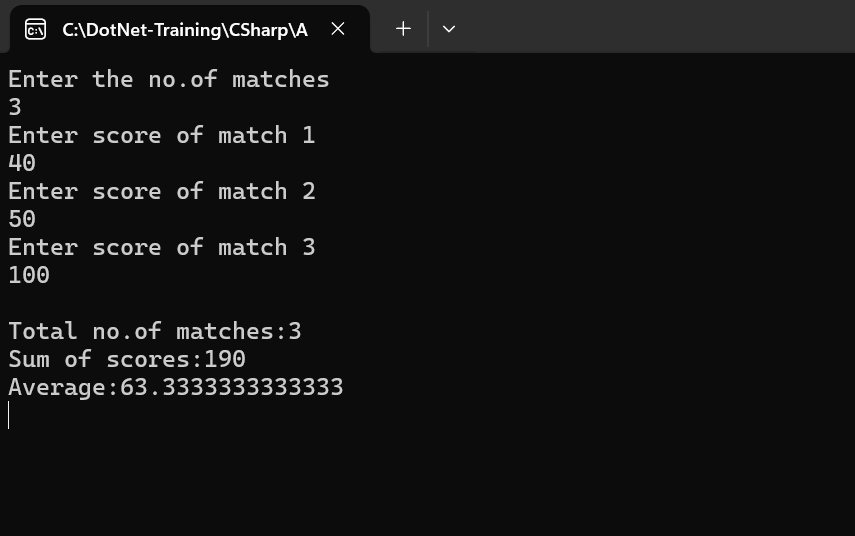 C:\DotNet-Training\CSharp\A
Enter the no.of matches
3
Enter score of match 1
40
Enter score of match 2
50
Enter score of match 3
100
Total no.of matches:3
Sum of scores:190
Average:63.3333333333333